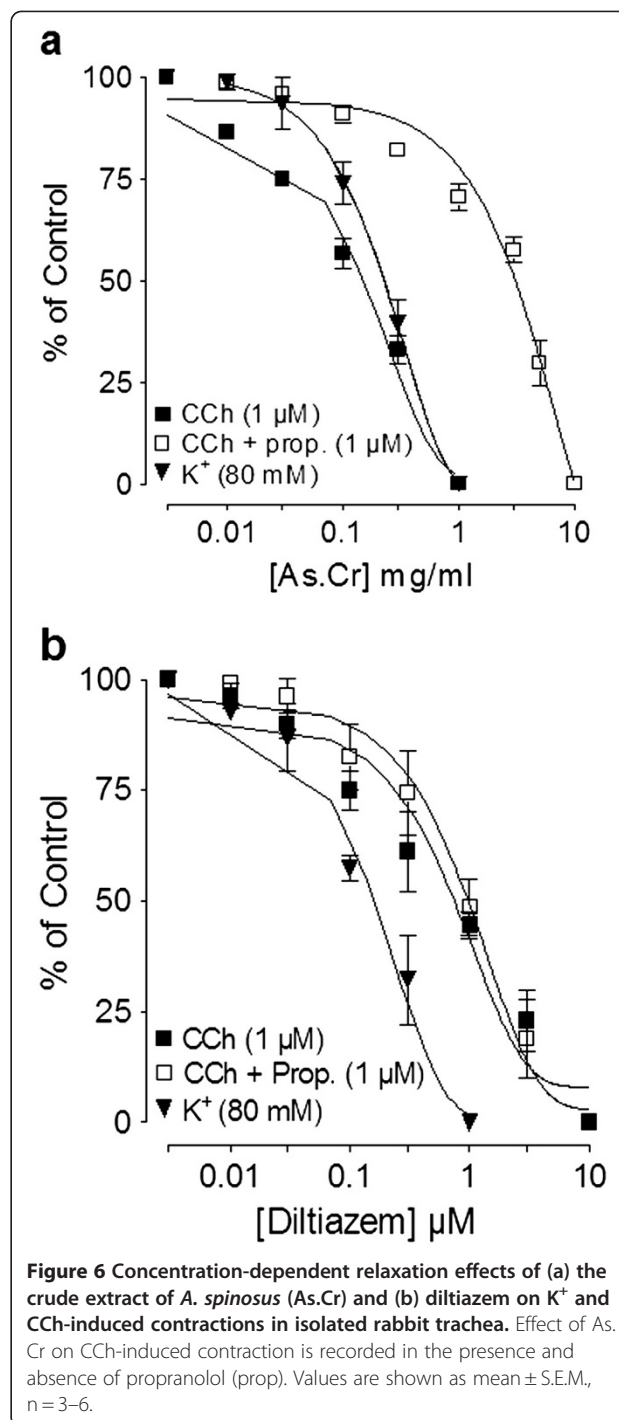 a
100
75
50
25
0
% of Control
■ CCh (1 µM)
□ CCh + prop. (1 µM)
▼ K⁺ (80 mM)
0.01 0.1 1 10
[As.Cr] mg/ml
b
100
75
50
25
0
% of Control
■ CCh (1 µM)
□ CCh + Prop. (1 µM)
▼ K⁺ (80 mM)
0.01 0.1 1 10
[Diltiazem] µM
Figure 6 Concentration-dependent relaxation effects of (a) the
crude extract of A. spinosus (As.Cr) and (b) diltiazem on K⁺ and
CCh-induced contractions in isolated rabbit trachea. Effect of As.
Cr on CCh-induced contraction is recorded in the presence and
absence of propranolol (prop). Values are shown as mean ± S.E.M.,
n = 3–6.